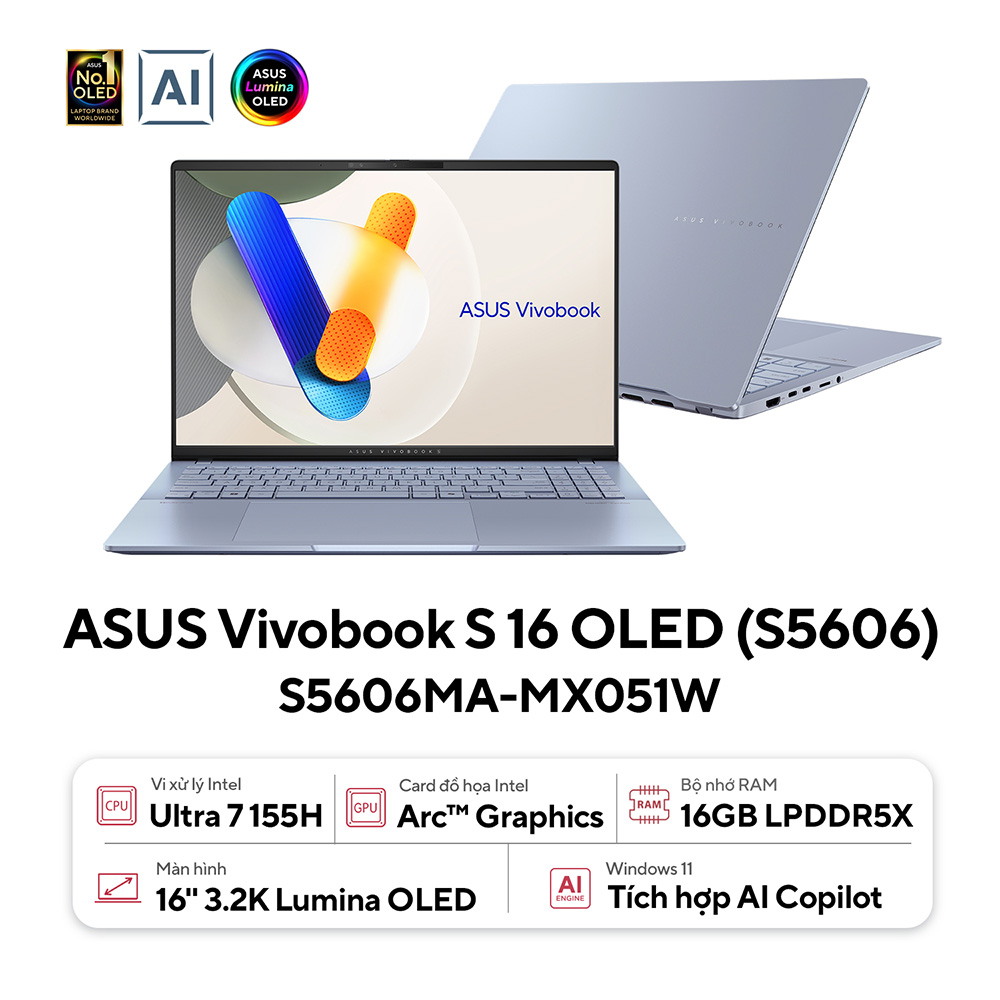 ASUS
No.1
OLED
LAPTOP BRAND
WORLDWIDE
AI
ASUS
Lumina
OLED
ASUS VIVOBOOK
ASUS Vivobook
ASUS VIVOBOOK S
ASUS Vivobook S 16 OLED (S5606)
S5606MA-MX051W
CPU
Vi xử lý Intel
Ultra 7 155H
GPU
Card đồ họa Intel
Arc™ Graphics
RAM
Bộ nhớ RAM
16GB LPDDR5X
Màn hình
16" 3.2K Lumina OLED
AI
ENGINE
Windows 11
Tích hợp AI Copilot